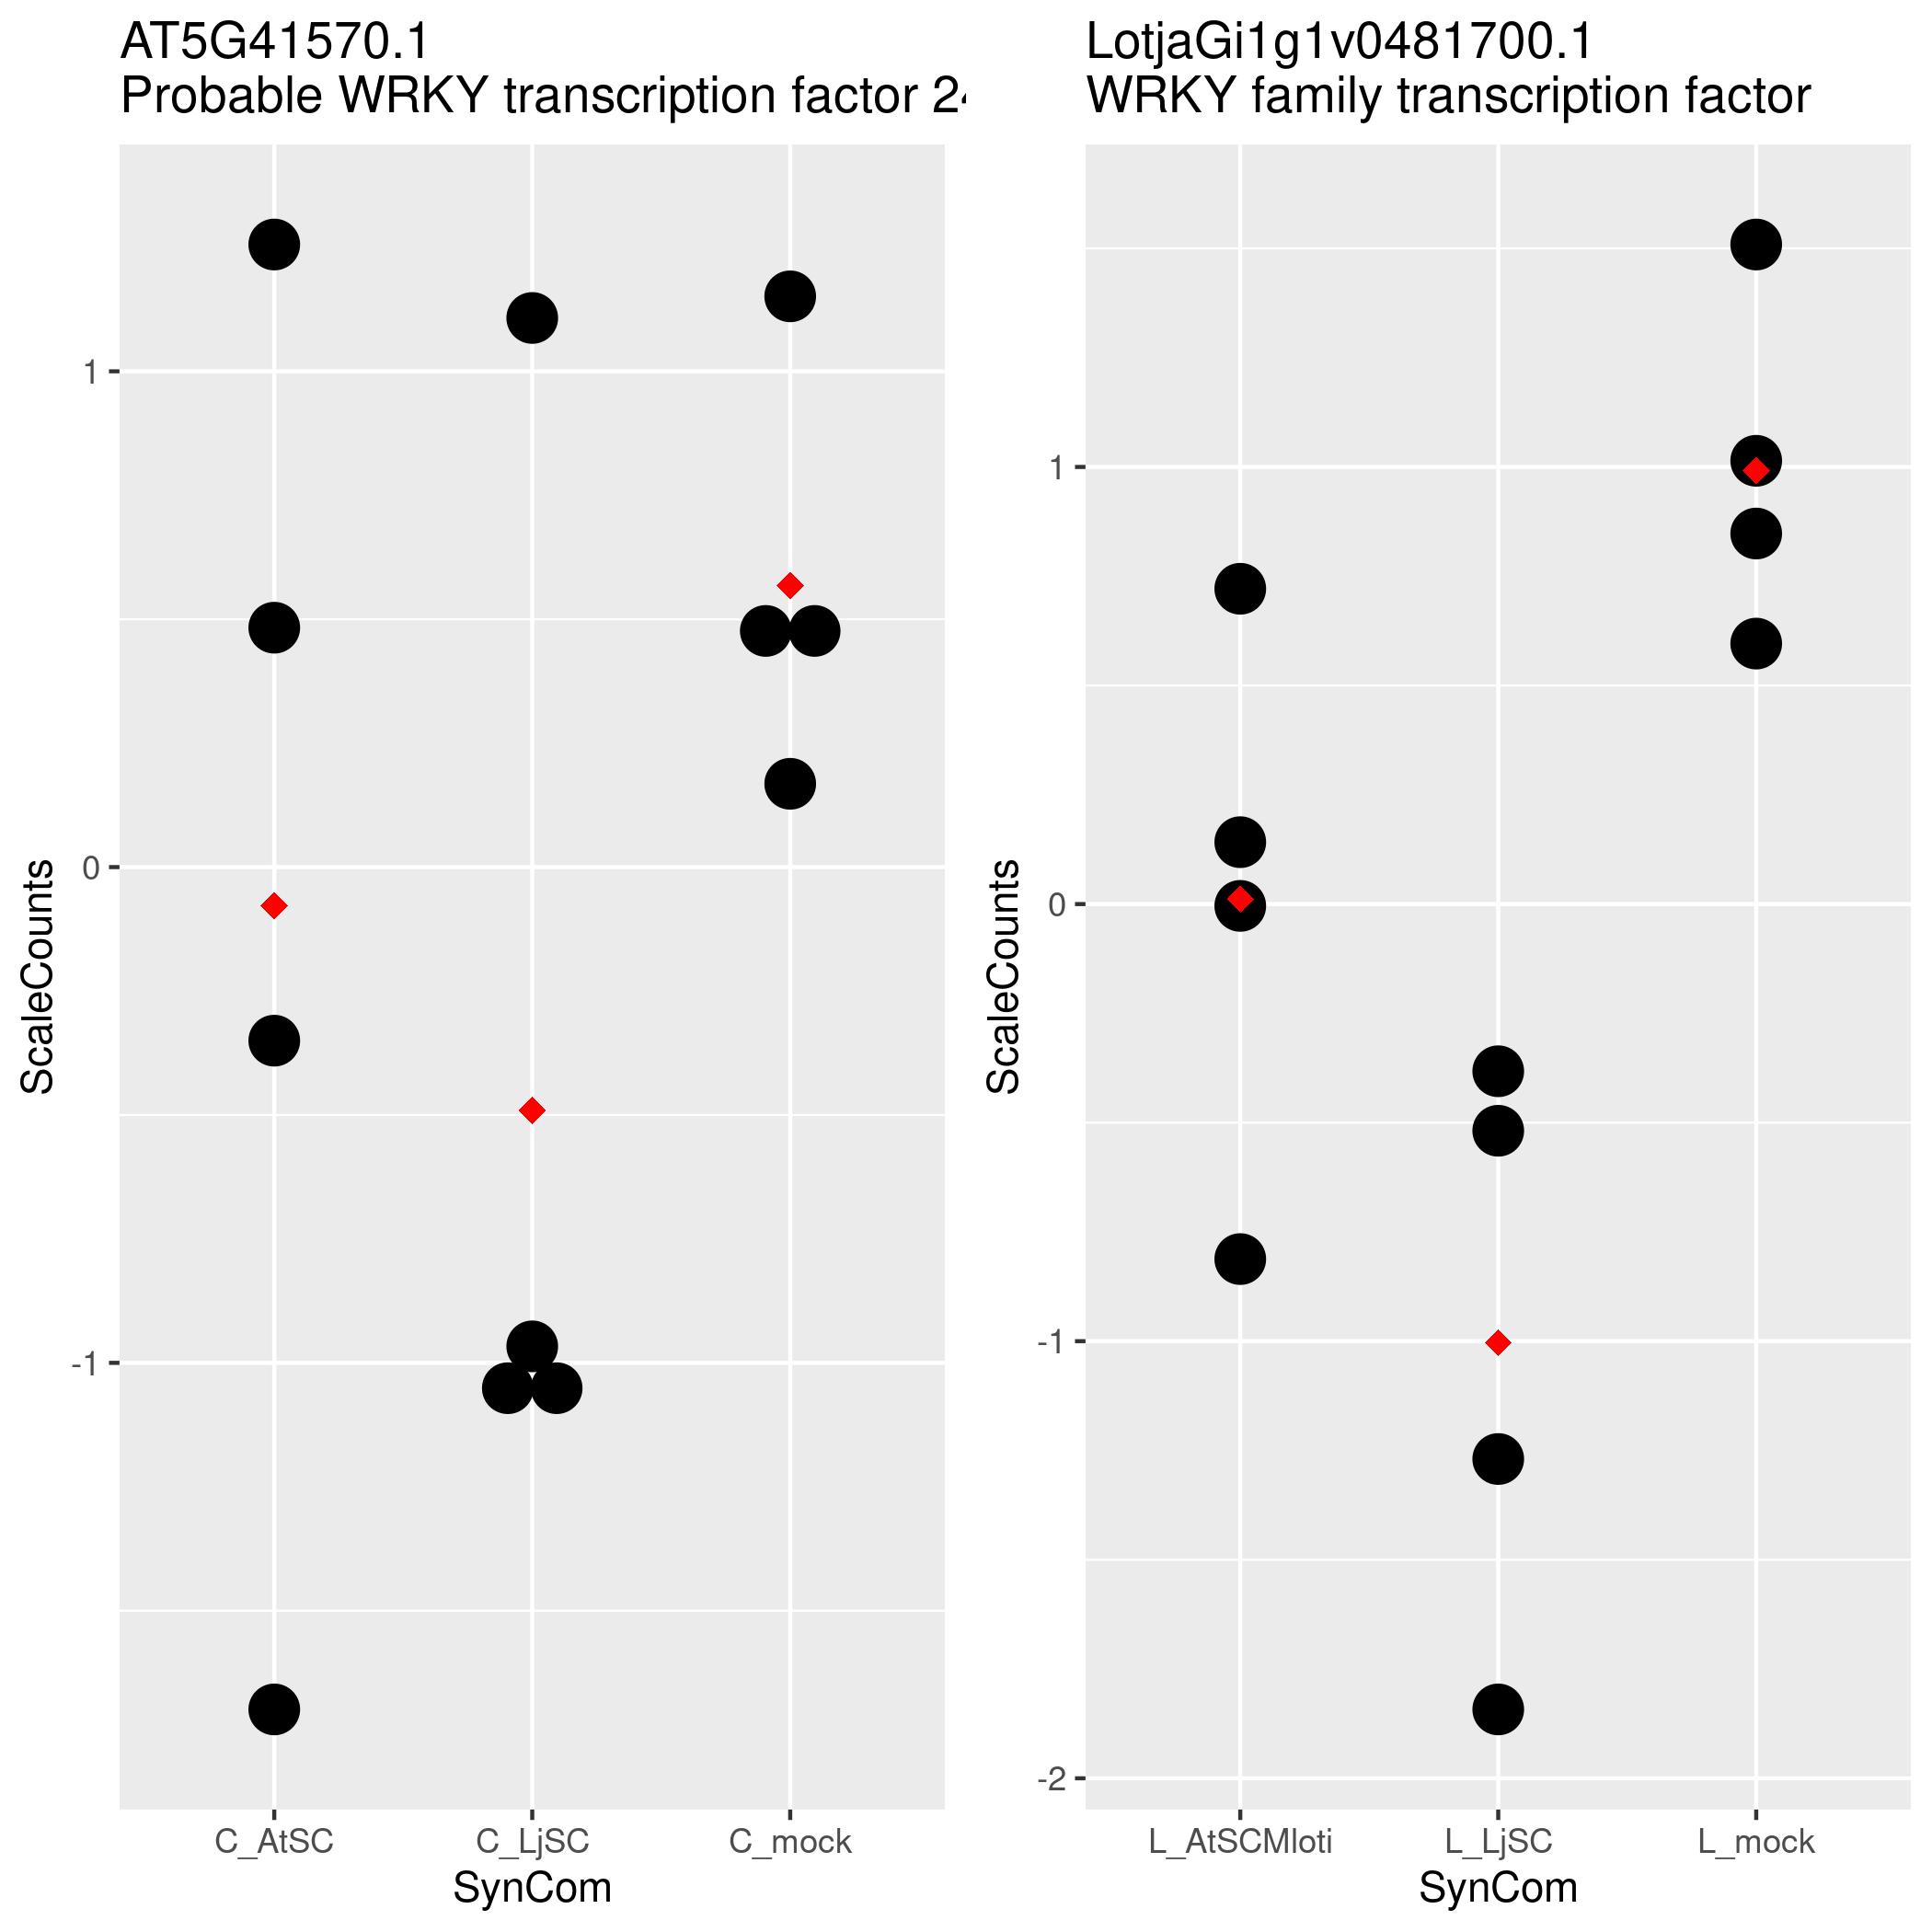 AT5G41570.1
Probable WRKY transcription factor
ScaleCounts
1
0
-1
C_AtSC
C_LjSC
C_mock
SynCom
LotjaGi1g1v0481700.1
WRKY family transcription factor
ScaleCounts
1
0
-1
-2
L_AtSCMloti
L_LjSC
L_mock
SynCom